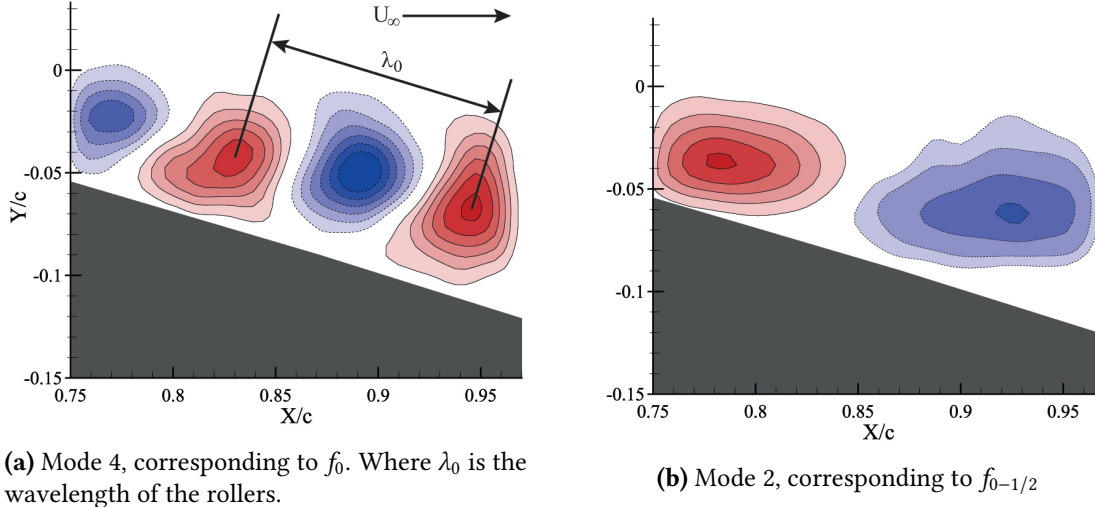 U∞
λ₀
0
-0.05
-0.1
-0.15
Y/c
0.75 0.8 0.85 0.9 0.95
X/c
(a) Mode 4, corresponding to f₀. Where λ₀ is the
wavelength of the rollers.
0
-0.05
-0.1
-0.15
0.75 0.8 0.85 0.9 0.95
X/c
(b) Mode 2, corresponding to f₀₋₁/₂